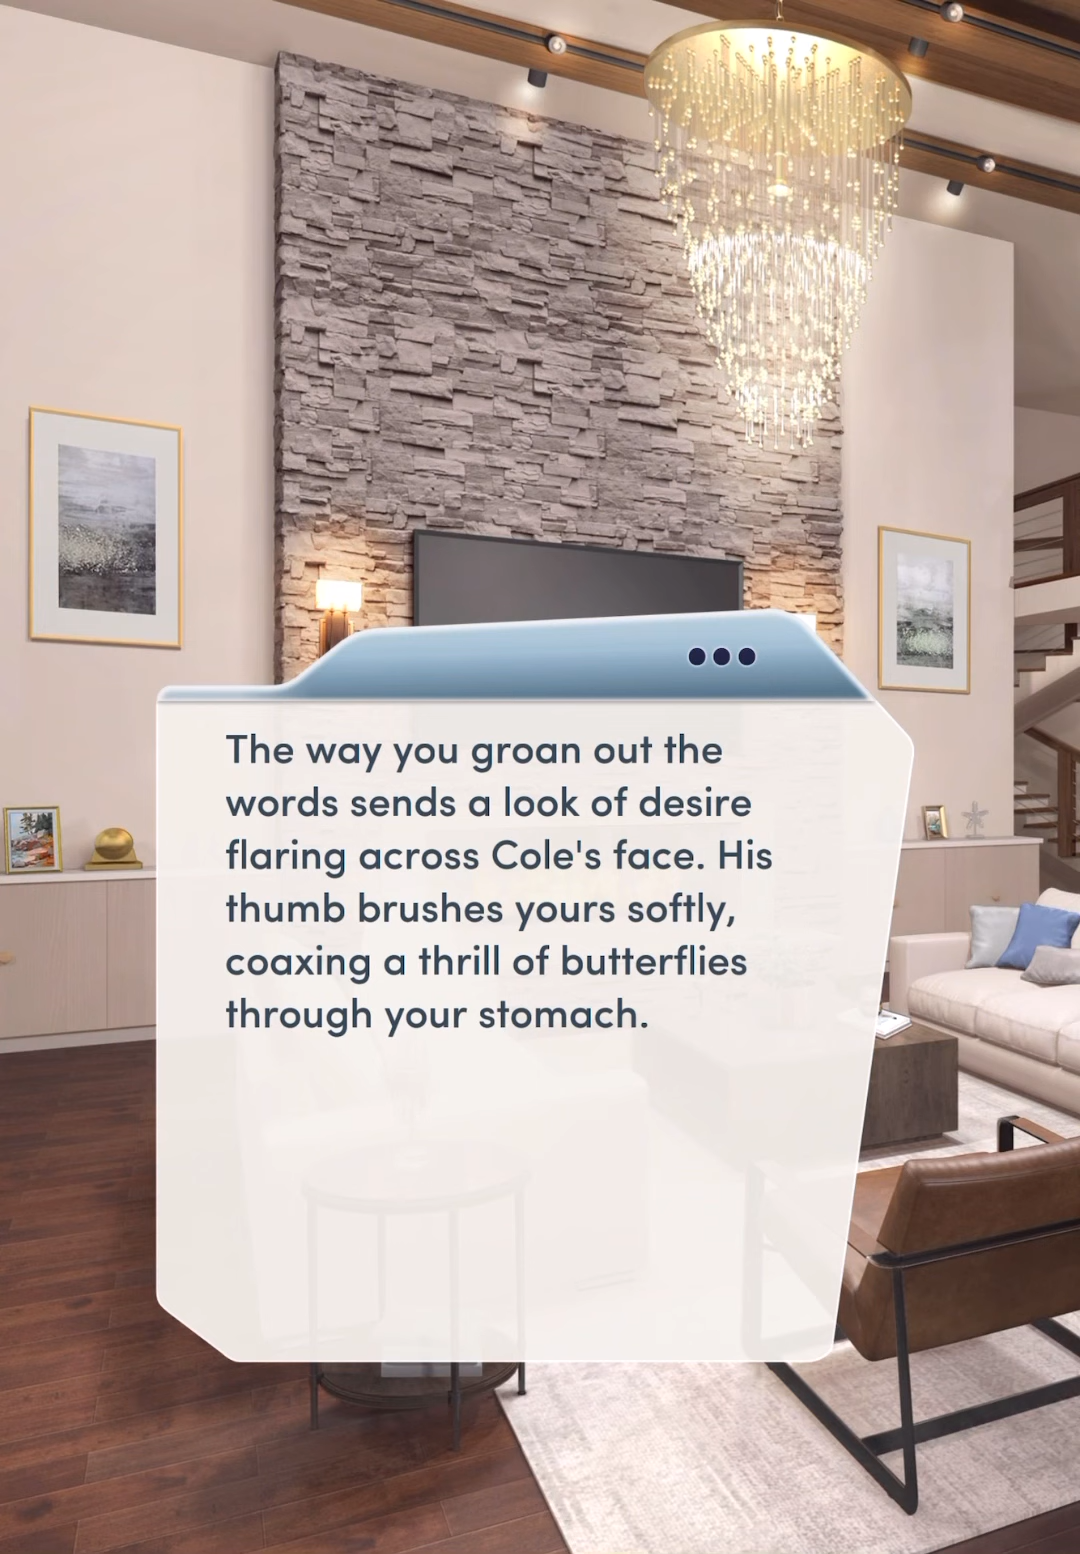 The way you groan out the
words sends a look of desire
flaring across Cole's face. His
thumb brushes yours softly,
coaxing a thrill of butterflies
through your stomach.